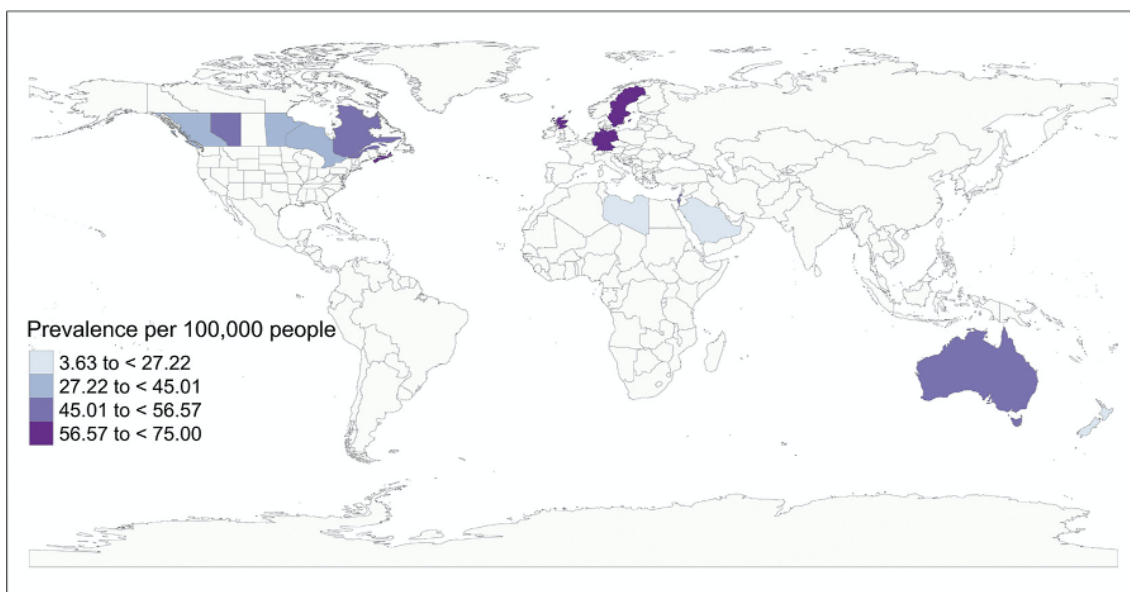 Prevalence per 100,000 people
3.63 to < 27.22
27.22 to < 45.01
45.01 to < 56.57
56.57 to < 75.00